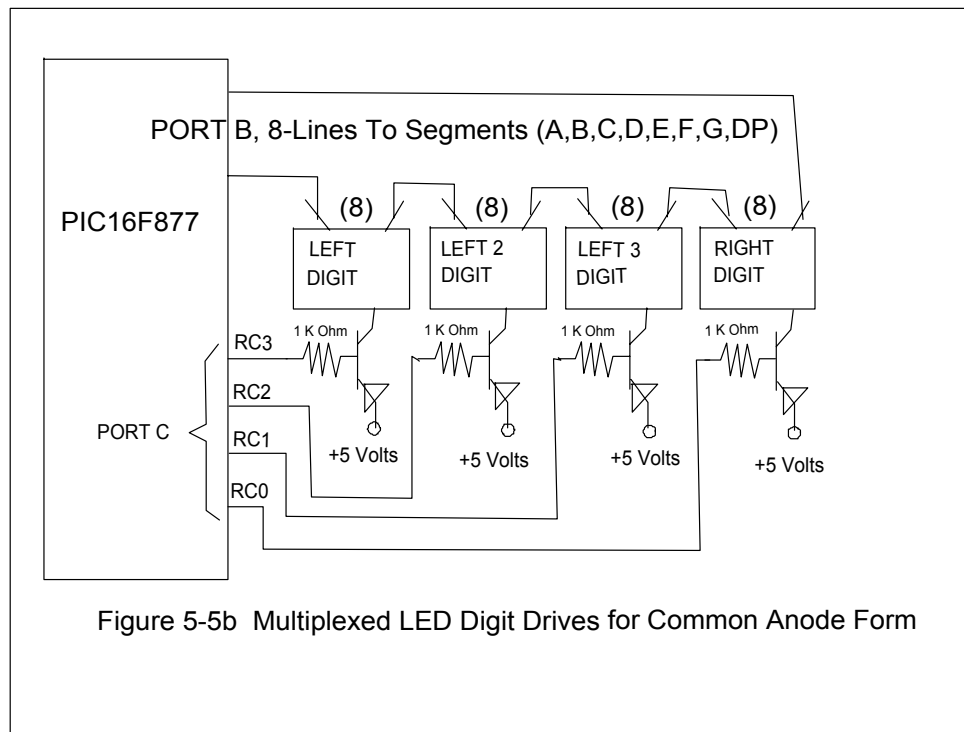 PORT B, 8-Lines To Segments (A,B,C,D,E,F,G,DP)
PIC16F877
(8) (8) (8) (8)
LEFT DIGIT
LEFT 2 DIGIT
LEFT 3 DIGIT
RIGHT DIGIT
1 K Ohm 1 K Ohm 1 K Ohm 1 K Ohm
RC3
RC2
PORT C
RC1
RC0
+5 Volts +5 Volts +5 Volts +5 Volts
Figure 5-5b Multiplexed LED Digit Drives for Common Anode Form